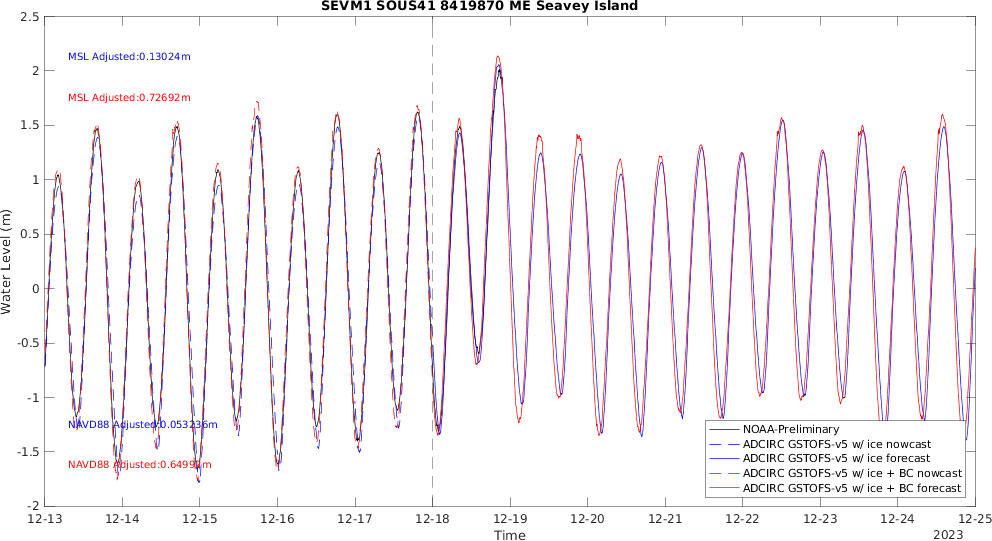 SEVM1 SOUS41 8419870 ME Seavey Island
MSL Adjusted:0.13024m
MSL Adjusted:0.72692m
NAVD88 Adjusted:0.053236m
NAVD88 Adjusted:0.6499 m
Water Level (m)
2.5
2
1.5
1
0.5
0
-0.5
-1
-1.5
-2
NOAA-Preliminary
ADCIRC GSTOFS-v5 w/ ice nowcast
ADCIRC GSTOFS-v5 w/ ice forecast
ADCIRC GSTOFS-v5 w/ ice + BC nowcast
ADCIRC GSTOFS-v5 w/ ice + BC forecast
12-13 12-14 12-15 12-16 12-17 12-18 12-19 12-20 12-21 12-22 12-23 12-24 12-25
Time
2023